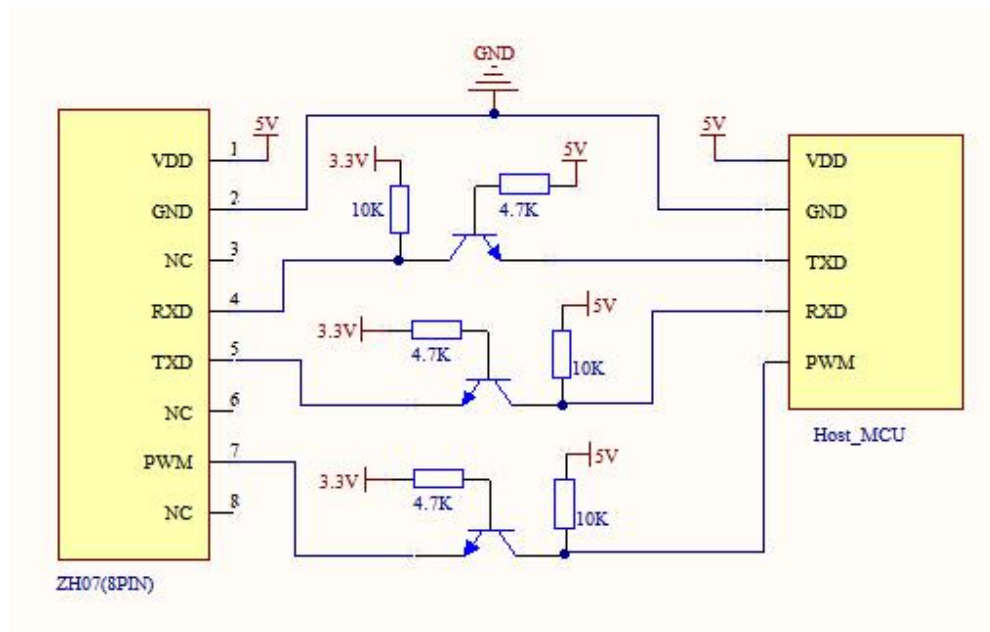 GND
5V
5V
VDD
1
3.3V
5V
VDD
GND
2
10K
4.7K
GND
NC
3
TXD
RXD
4
5V
RXD
3.3V
4.7K
TXD
5
10K
PWM
NC
6
Host_MCU
PWM
7
5V
3.3V
4.7K
10K
NC
8
ZH07(8PIN)